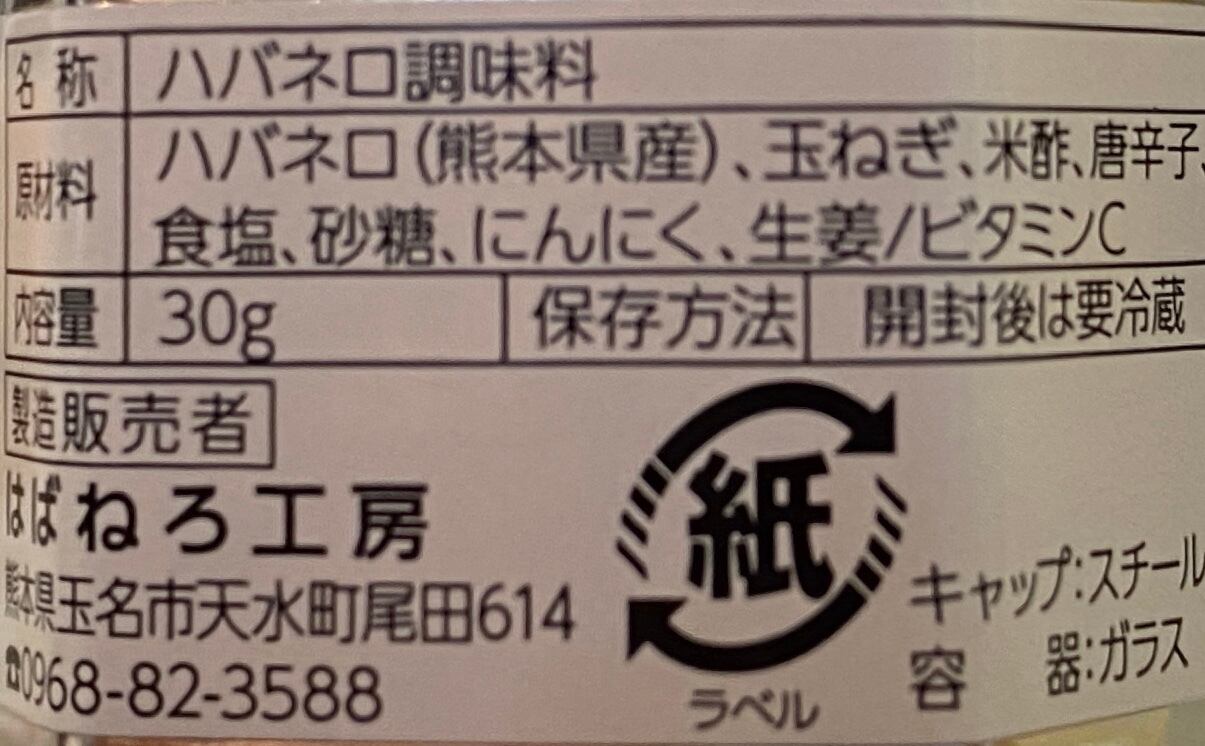 名 称 ハバネロ調味料
原材料 ハバネロ(熊本県産)、玉ねぎ、米酢、唐辛子、
食塩、砂糖、にんにく、生姜/ビタミンC
内容量 30g 保存方法 開封後は要冷蔵
製造販売者
はばねろ工房
熊本県玉名市天水町尾田614
☎0968-82-3588
紙
ラベル
キャップ:スチール
容 器:ガラス